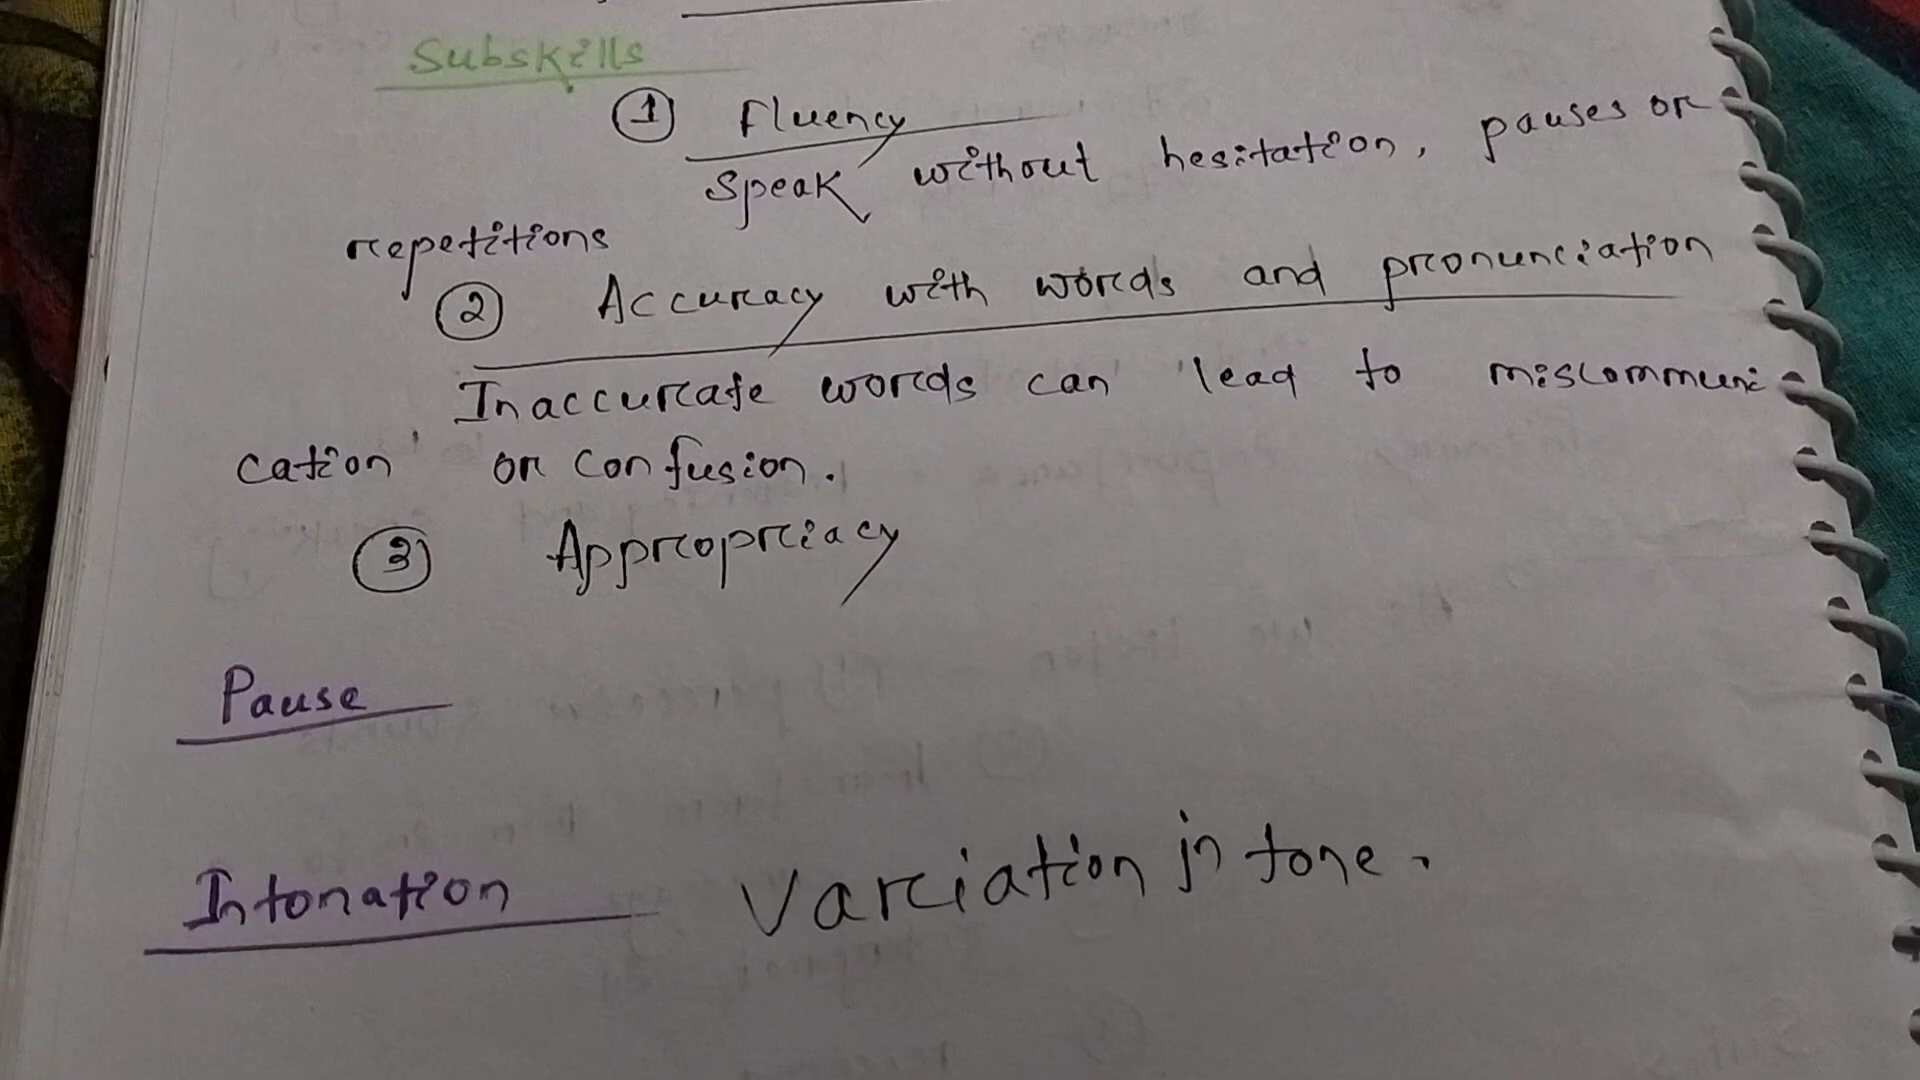 Subskills
① Fluency
Speak without hesitation, pauses or
repetitions
② Accuracy with words and pronunciation
Inaccurate words can lead to miscommuni
cation or confusion.
③ Appropriacy
Pause
Intonation Variation in tone.